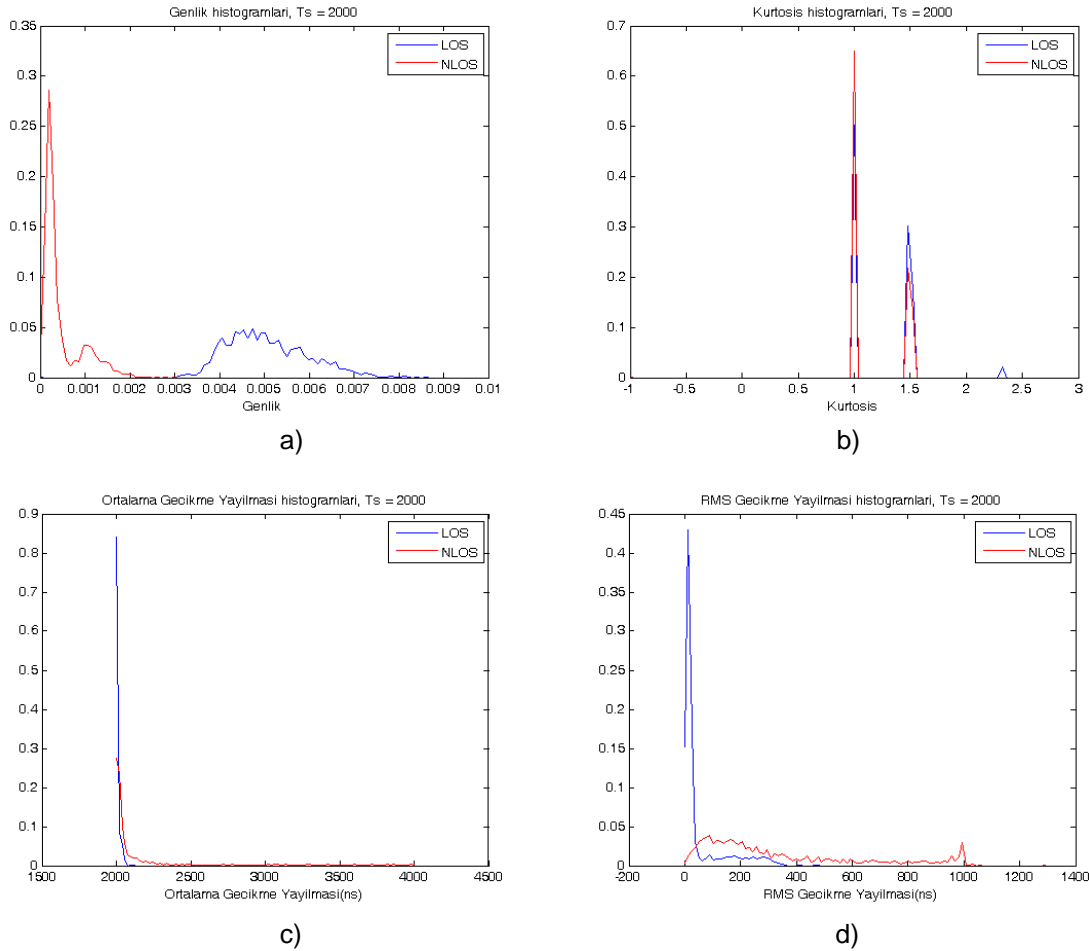 Genlik histogramlari, Ts = 2000
0.35
0.3
0.25
0.2
0.15
0.1
0.05
0
0 0.001 0.002 0.003 0.004 0.005 0.006 0.007 0.008 0.009 0.01
Genlik
LOS
NLOS
a)
Kurtosis histogramlari, Ts = 2000
0.7
0.6
0.5
0.4
0.3
0.2
0.1
0
-1 -0.5 0 0.5 1 1.5 2 2.5 3
Kurtosis
LOS
NLOS
b)
Ortalama Gecikme Yayilmasi histogramlari, Ts = 2000
0.9
0.8
0.7
0.6
0.5
0.4
0.3
0.2
0.1
0
1500 2000 2500 3000 3500 4000 4500
Ortalama Gecikme Yayilmasi(ns)
LOS
NLOS
c)
RMS Gecikme Yayilmasi histogramlari, Ts = 2000
0.45
0.4
0.35
0.3
0.25
0.2
0.15
0.1
0.05
0
-200 0 200 400 600 800 1000 1200 1400
RMS Gecikme Yayilmasi(ns)
LOS
NLOS
d)